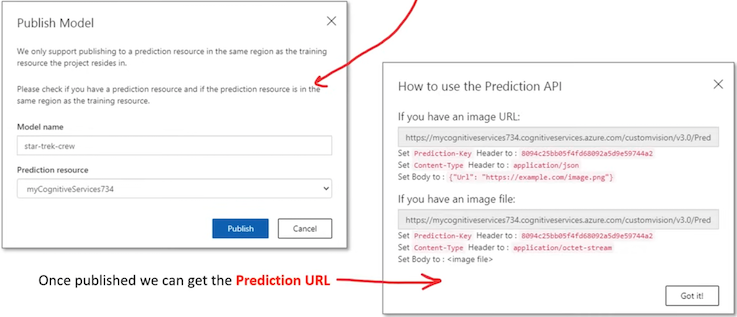 Publish Model
We only support publishing to a prediction resource in the same region as the training
resource the project resides in.
Please check if you have a prediction resource and if the prediction resource is in the
same region as the training resource.
Model name
star-trek-crew
Prediction resource
myCognitiveServices734
Publish
Cancel
How to use the Prediction API
If you have an image URL:
https://mycognitiveservices734.cognitiveservices.azure.com/customvision/v3.0/Pred
Set Prediction-Key Header to : 8094c25bb05f4fd68092a5d9e59744a2
Set Content-Type Header to : application/json
Set Body to : {"Url": "https://example.com/image.png"}
If you have an image file:
https://mycognitiveservices734.cognitiveservices.azure.com/customvision/v3.0/Pred
Set Prediction-Key Header to : 8094c25bb05f4fd68092a5d9e59744a2
Set Content-Type Header to : application/octet-stream
Set Body to : <image file>
Got it!
Once published we can get the Prediction URL